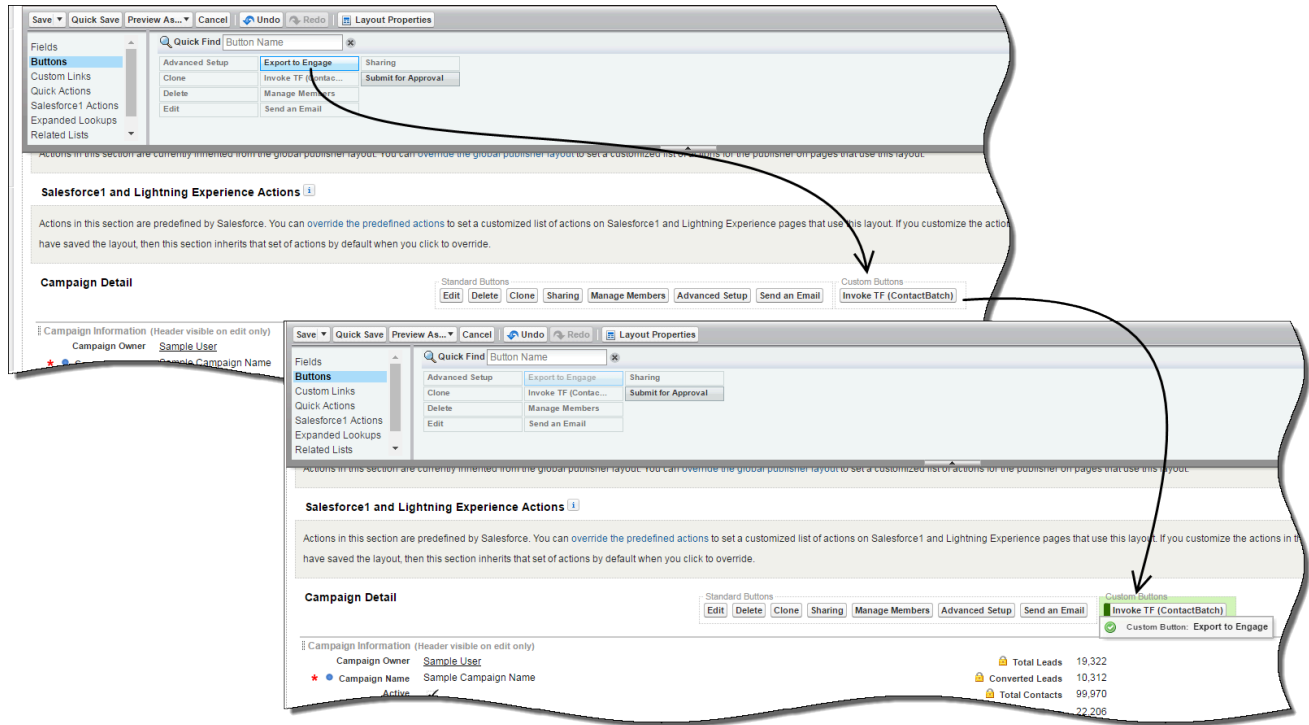 Save Quick Save Preview As... Cancel Undo Redo Layout Properties
Fields
Buttons
Custom Links
Quick Actions
Salesforce1 Actions
Expanded Lookups
Related Lists
Quick Find Button Name
Advanced Setup Export to Engage Sharing
Clone Invoke TF (Contac... Submit for Approval
Delete Manage Members
Edit Send an Email
Actions in this section are currently inherited from the global publisher layout. You can override the global publisher layout to set a customized list of actions for the publisher on pages that use this layout.
Salesforce1 and Lightning Experience Actions i
Actions in this section are predefined by Salesforce. You can override the predefined actions to set a customized list of actions on Salesforce1 and Lightning Experience pages that use this layout. If you customize the action
have saved the layout, then this section inherits that set of actions by default when you click to override.
Campaign Detail
Standard Buttons
Edit Delete Clone Sharing Manage Members Advanced Setup Send an Email
Custom Buttons
Invoke TF (ContactBatch)
Campaign Information (Header visible on edit only)
Campaign Owner Sample User
Sample Campaign Name
Save Quick Save Preview As... Cancel Undo Redo Layout Properties
Fields
Buttons
Custom Links
Quick Actions
Salesforce1 Actions
Expanded Lookups
Related Lists
Quick Find Button Name
Advanced Setup Export to Engage Sharing
Clone Invoke TF (Contac... Submit for Approval
Delete Manage Members
Edit Send an Email
Actions in this section are currently inherited from the global publisher layout. You can override the global publisher layout to set a customized list of actions for the publisher on pages that use this layout.
Salesforce1 and Lightning Experience Actions i
Actions in this section are predefined by Salesforce. You can override the predefined actions to set a customized list of actions on Salesforce1 and Lightning Experience pages that use this layout. If you customize the actions in
have saved the layout, then this section inherits that set of actions by default when you click to override.
Campaign Detail
Standard Buttons
Edit Delete Clone Sharing Manage Members Advanced Setup Send an Email
Custom Buttons
Invoke TF (ContactBatch)
Custom Button: Export to Engage
Campaign Information (Header visible on edit only)
Campaign Owner Sample User Total Leads 19,322
* Campaign Name Sample Campaign Name Converted Leads 10,312
Active Total Contacts 99,970
22,206